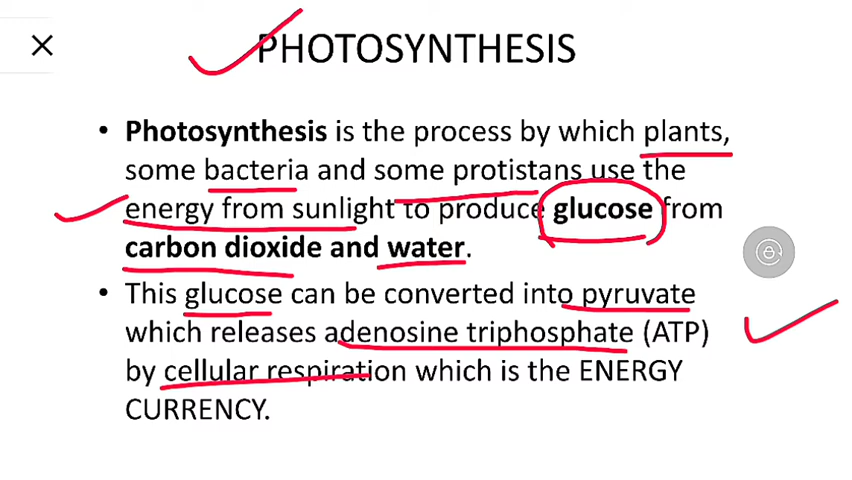 PHOTOSYNTHESIS
• Photosynthesis is the process by which plants,
some bacteria and some protistans use the
energy from sunlight to produce glucose from
carbon dioxide and water.
• This glucose can be converted into pyruvate
which releases adenosine triphosphate (ATP)
by cellular respiration which is the ENERGY
CURRENCY.